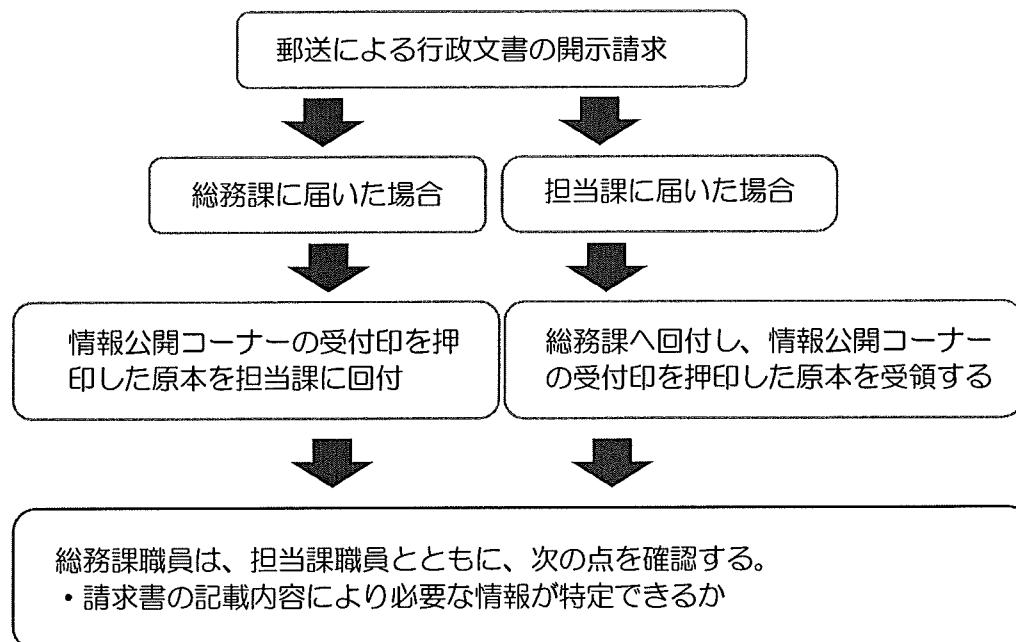 郵送による行政文書の開示請求
総務課に届いた場合
担当課に届いた場合
情報公開コーナーの受付印を押
印した原本を担当課に回付
総務課へ回付し、情報公開コーナー
の受付印を押印した原本を受領する
総務課職員は、担当課職員とともに、次の点を確認する。
・請求書の記載内容により必要な情報が特定できるか